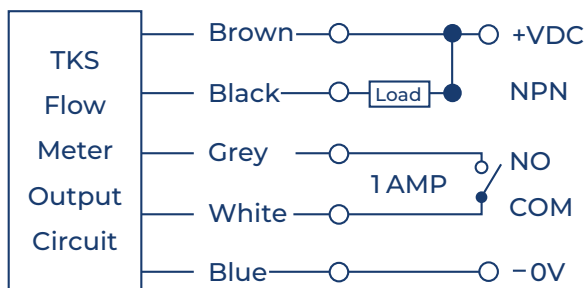 TKS
Flow
Meter
Output
Circuit
Brown
+VDC
Black
Load
NPN
Grey
NO
1 AMP
White
COM
Blue
-0V